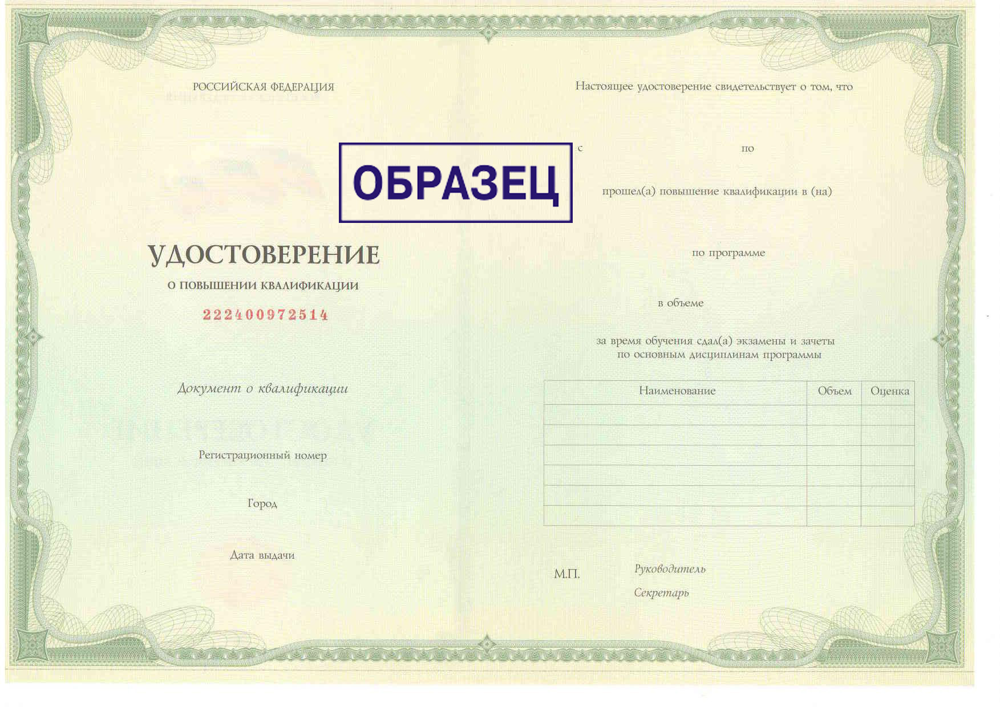 РОССИЙСКАЯ ФЕДЕРАЦИЯ
ОБРАЗЕЦ
УДОСТОВЕРЕНИЕ
О ПОВЫШЕНИИ КВАЛИФИКАЦИИ
222400972514
Документ о квалификации
Регистрационный номер
Город
Дата выдачи
Настоящее удостоверение свидетельствует о том, что
с по
прошел(а) повышение квалификации в (на)
по программе
в объеме
за время обучения сдал(а) экзамены и зачеты
по основным дисциплинам программы
Наименование Объем Оценка
М.П. Руководитель
Секретарь